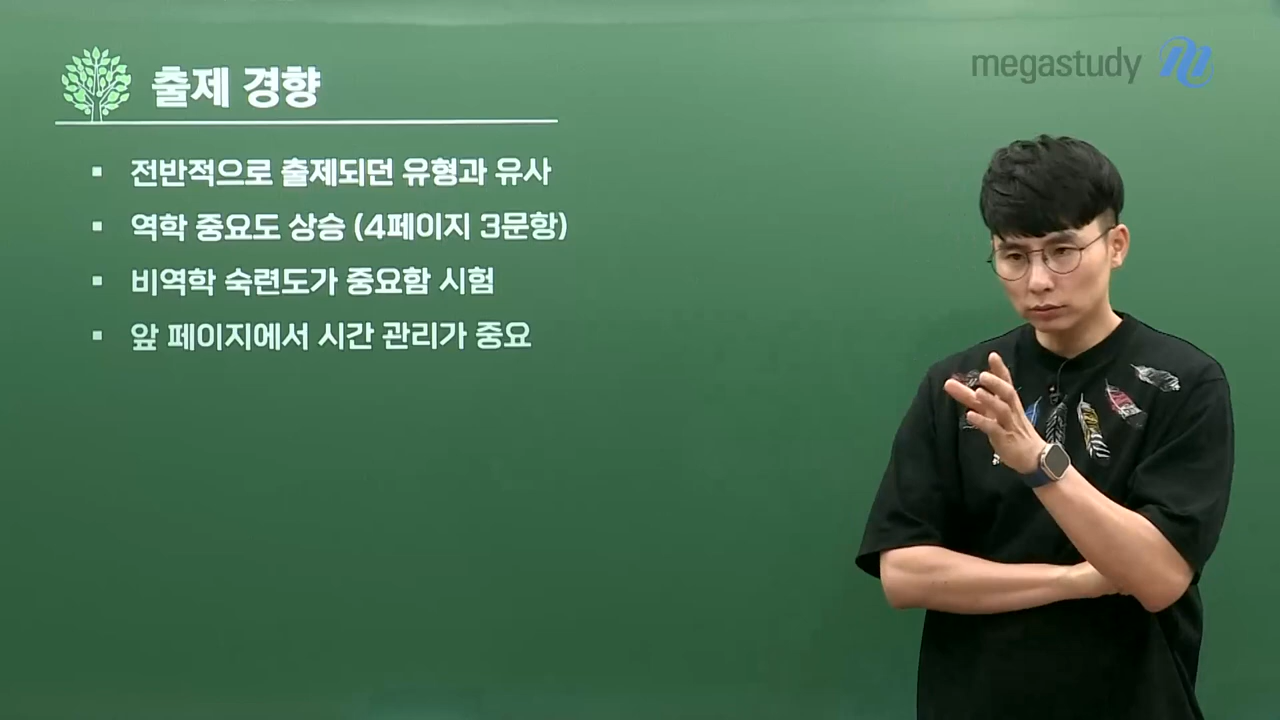 출제 경향
megastudy
▪ 전반적으로 출제되던 유형과 유사
▪ 역학 중요도 상승 (4페이지 3문항)
▪ 비역학 숙련도가 중요함 시험
▪ 앞 페이지에서 시간 관리가 중요